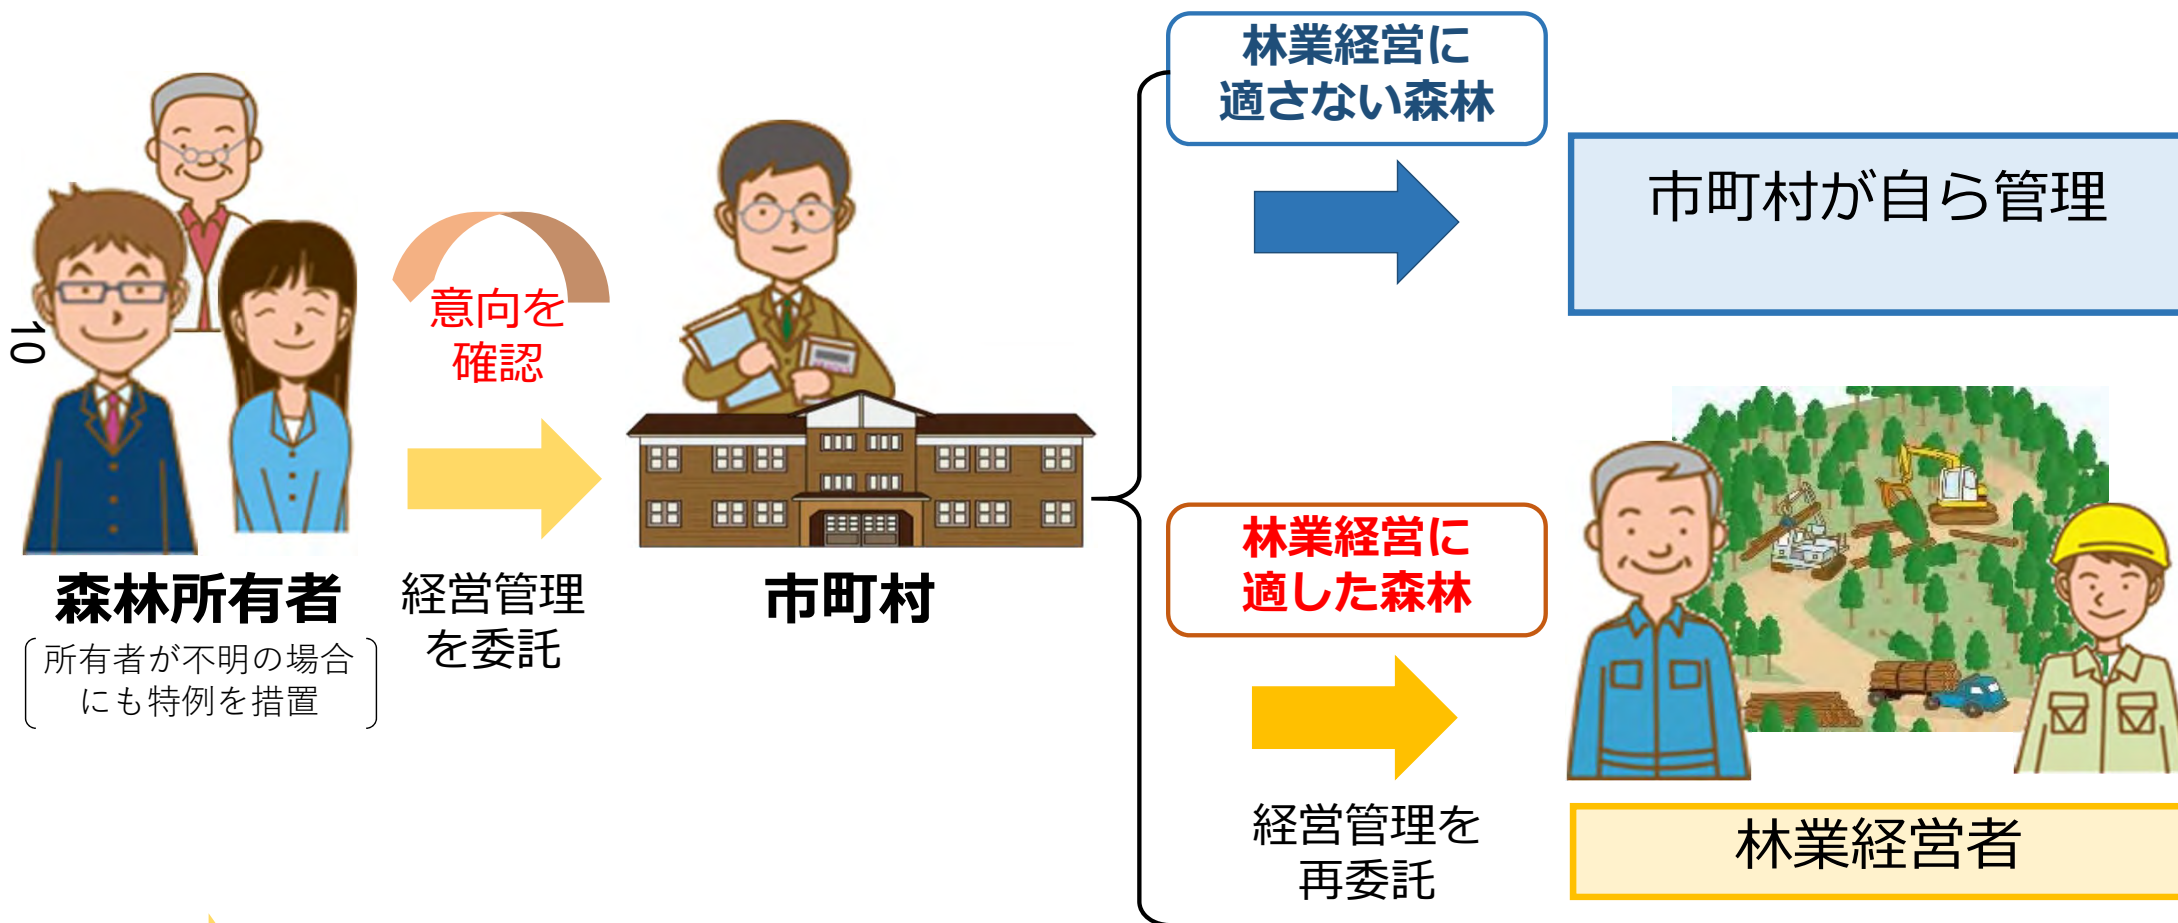 10
意向を
確認
森林所有者
所有者が不明の場合
にも特例を措置
経営管理
を委託
市町村
林業経営に
適さない森林
市町村が自ら管理
林業経営に
適した森林
経営管理を
再委託
林業経営者